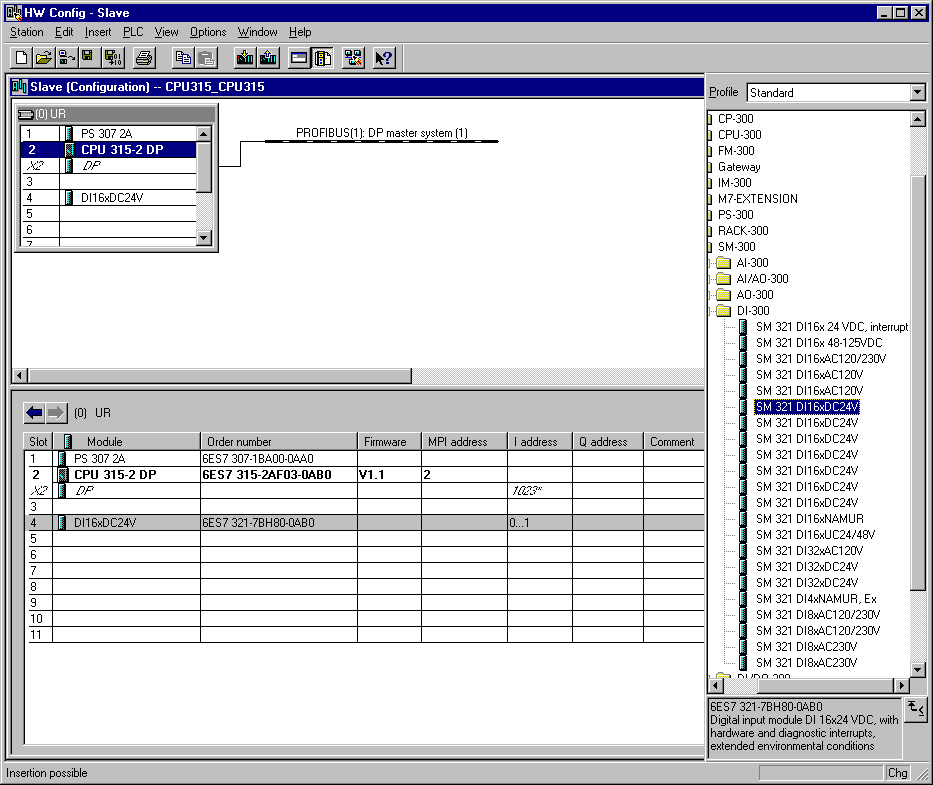 HW Config - Slave
Station Edit Insert PLC View Options Window Help
Slave (Configuration) -- CPU315_CPU315
(0) UR
1 PS 307 2A
2 CPU 315-2 DP
X2 DP
3
4 DI16xDC24V
5
6
7
PROFIBUS(1): DP master system (1)
(0) UR
Slot Module Order number Firmware MPI address I address Q address Comment
1 PS 307 2A 6ES7 307-1BA00-0AA0
2 CPU 315-2 DP 6ES7 315-2AF03-0AB0 V1.1 2
X2 DP 1023*
3
4 DI16xDC24V 6ES7 321-7BH80-0AB0 0...1
5
6
7
8
9
10
11
Profile Standard
CP-300
CPU-300
FM-300
Gateway
IM-300
M7-EXTENSION
PS-300
RACK-300
SM-300
AI-300
AI/AO-300
AO-300
DI-300
SM 321 DI16x 24 VDC, interrupt
SM 321 DI16x 48-125VDC
SM 321 DI16xAC120/230V
SM 321 DI16xAC120V
SM 321 DI16xAC120V
SM 321 DI16xDC24V
SM 321 DI16xDC24V
SM 321 DI16xDC24V
SM 321 DI16xDC24V
SM 321 DI16xDC24V
SM 321 DI16xDC24V
SM 321 DI16xDC24V
SM 321 DI16xNAMUR
SM 321 DI16xUC24/48V
SM 321 DI32xAC120V
SM 321 DI32xDC24V
SM 321 DI32xDC24V
SM 321 DI4xNAMUR, Ex
SM 321 DI8xAC120/230V
SM 321 DI8xAC120/230V
SM 321 DI8xAC230V
SM 321 DI8xAC230V
DI/DO-300
6ES7 321-7BH80-0AB0
Digital input module DI 16x24 VDC, with
hardware and diagnostic interrupts,
extended environmental conditions
Insertion possible Chg